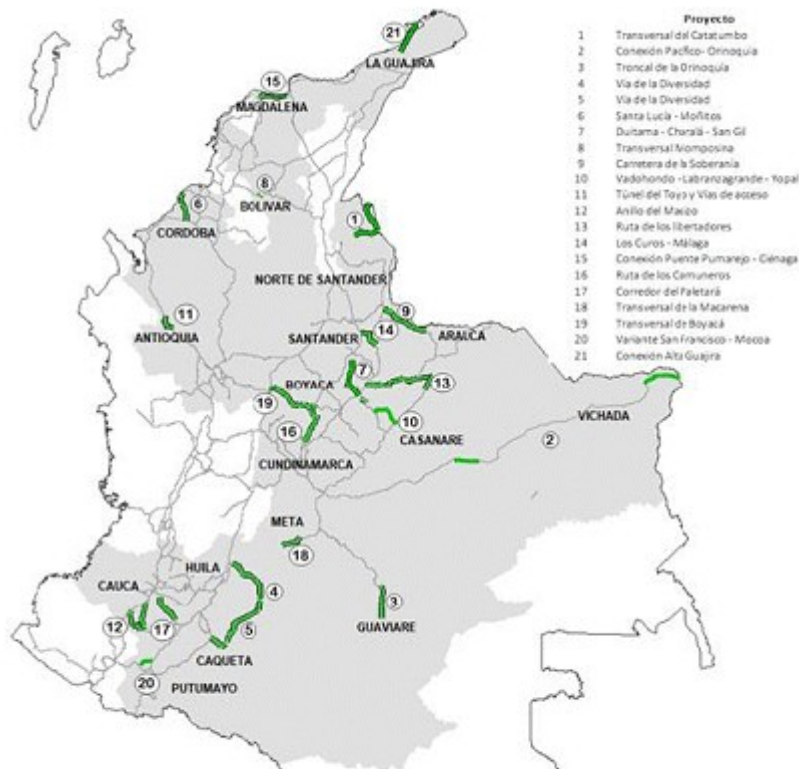 Proyecto
1 Transversal del Catatumbo
2 Conexión Pacífico- Orinoquia
3 Troncal de la Orinoquia
4 Vía de la Diversidad
5 Vía de la Diversidad
6 Santa Lucía - Moñitos
7 Duitama - Charalá - San Gil
8 Transversal Momposina
9 Carretera de la Soberanía
10 Vadohondo - Labranzagrande - Yopal
11 Túnel del Toyo y Vías de acceso
12 Anillo del Macizo
13 Ruta de los libertadores
14 Los Curos - Málaga
15 Conexión Puente Pumarejo - Ciénaga
16 Ruta de los Comuneros
17 Corredor del Paletará
18 Transversal de la Macarena
19 Transversal de Boyacá
20 Variante San Francisco - Mocoa
21 Conexión Alta Guajira
21
LA GUAJIRA
15
MAGDALENA
8
BOLIVAR
6
CORDOBA
1
NORTE DE SANTANDER
11
ANTIOQUIA
9
14
SANTANDER
ARALCA
7
BOYACA
13
19
10
16
CASANARE
VICHADA
2
CUNDINAMARCA
META
18
HUILA
4
CAUCA
3
12
17
5
GUAVIARE
CAQUETA
20
PUTUMAYO